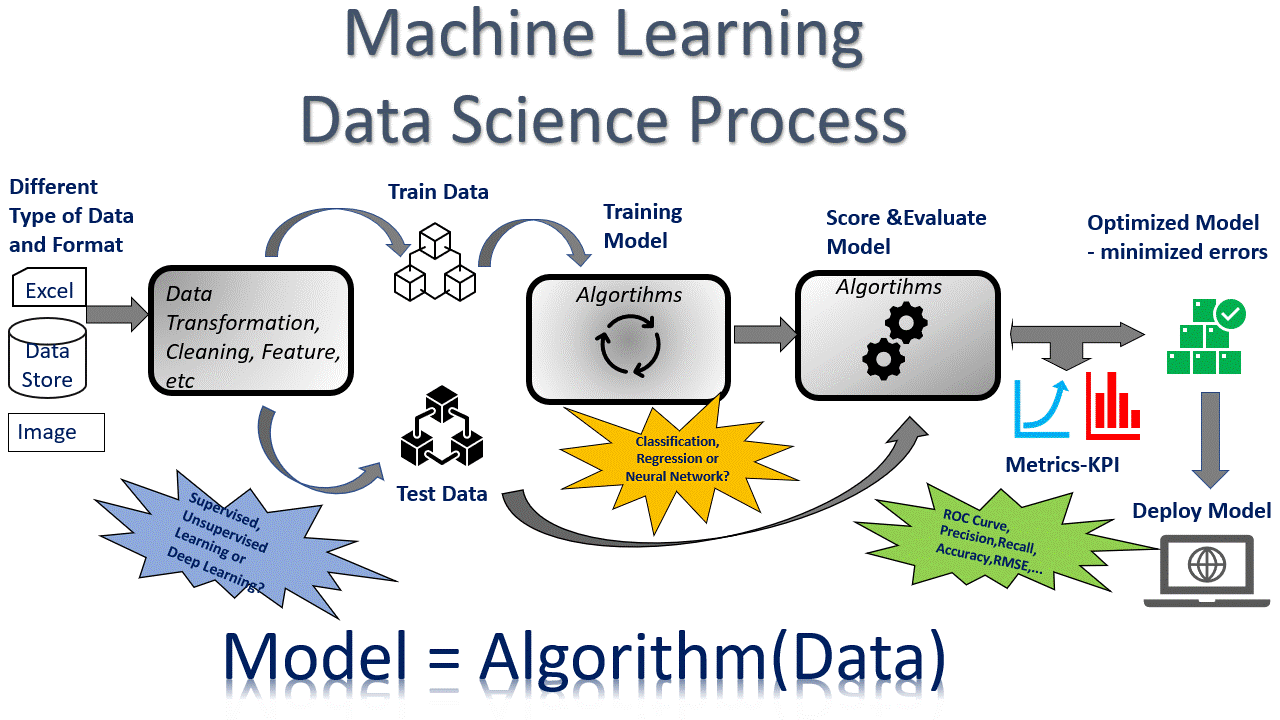 Machine Learning
Data Science Process
Different
Type of Data
and Format
Excel
Data
Store
Image
Data
Transformation,
Cleaning, Feature,
etc
Supervised,
Unsupervised
Learning or
Deep Learning?
Train Data
Test Data
Training
Model
Algortihms
Classification,
Regression or
Neural Network?
Score &Evaluate
Model
Algortihms
Optimized Model
- minimized errors
Metrics-KPI
ROC Curve,
Precision,Recall,
Accuracy,RMSE,...
Deploy Model
Model = Algorithm(Data)